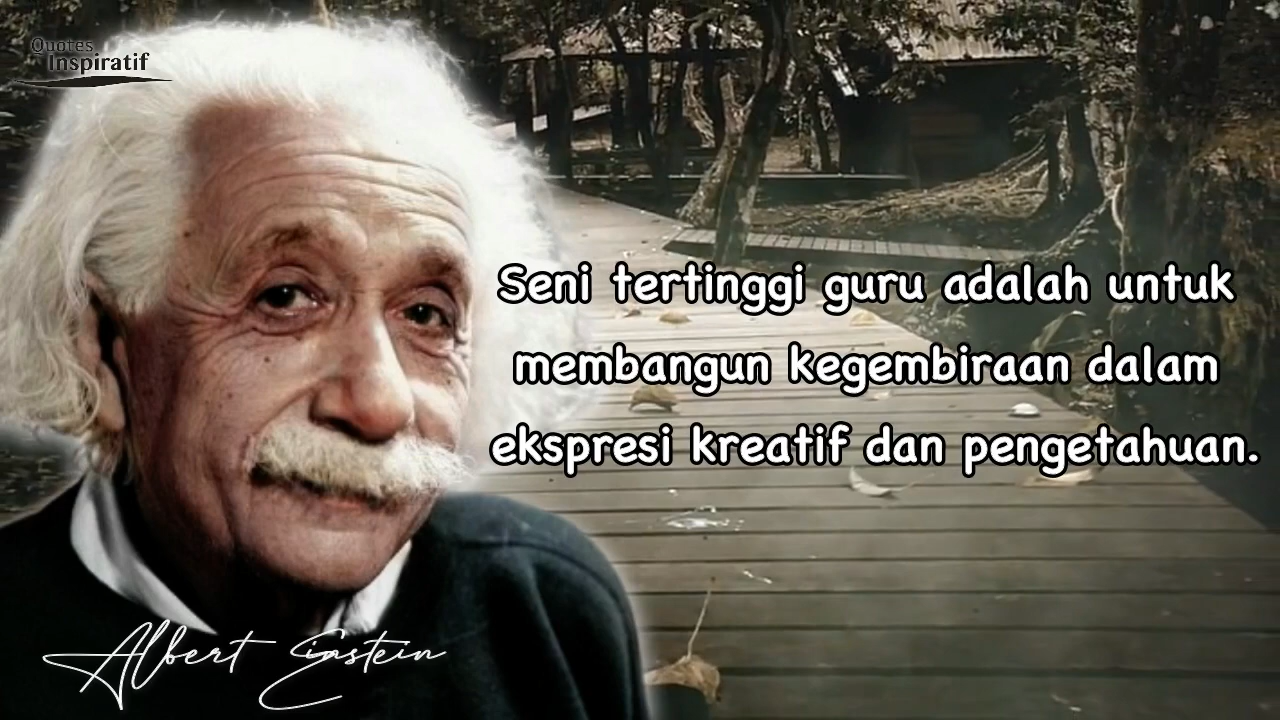 Quotes
Inspiratif
Seni tertinggi guru adalah untuk
membangun kegembiraan dalam
ekspresi kreatif dan pengetahuan.
Albert Einstein